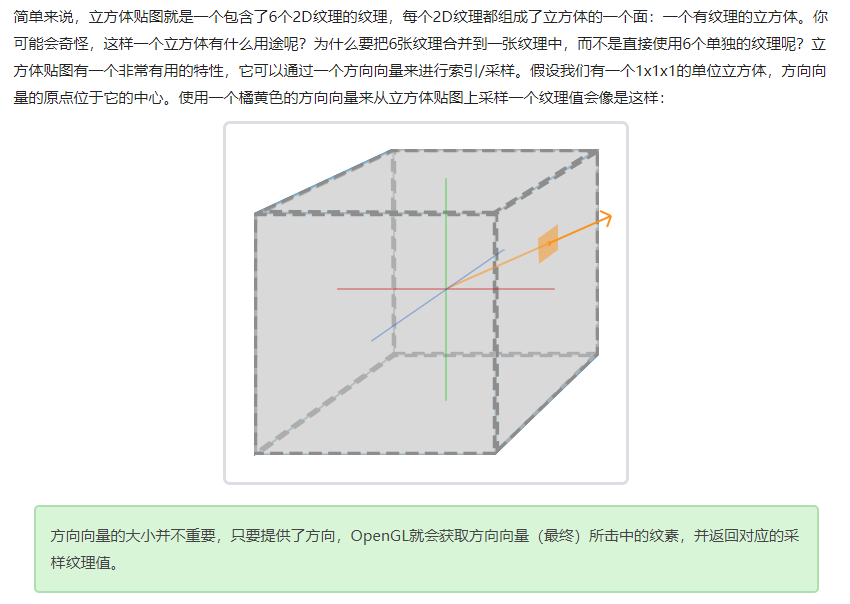 简单来说，立方体贴图就是一个包含了6个2D纹理的纹理，每个2D纹理都组成了立方体的一个面：一个有纹理的立方体。你
可能会奇怪，这样一个立方体有什么用途呢？为什么要把6张纹理合并到一张纹理中，而不是直接使用6个单独的纹理呢？立
方体贴图有一个非常有用的特性，它可以通过一个方向向量来进行索引/采样。假设我们有一个1x1x1的单位立方体，方向向
量的原点位于它的中心。使用一个橘黄色的方向向量来从立方体贴图上采样一个纹理值会像是这样：
方向向量的大小并不重要，只要提供了方向，OpenGL就会获取方向向量（最终）所击中的纹素，并返回对应的采
样纹理值。